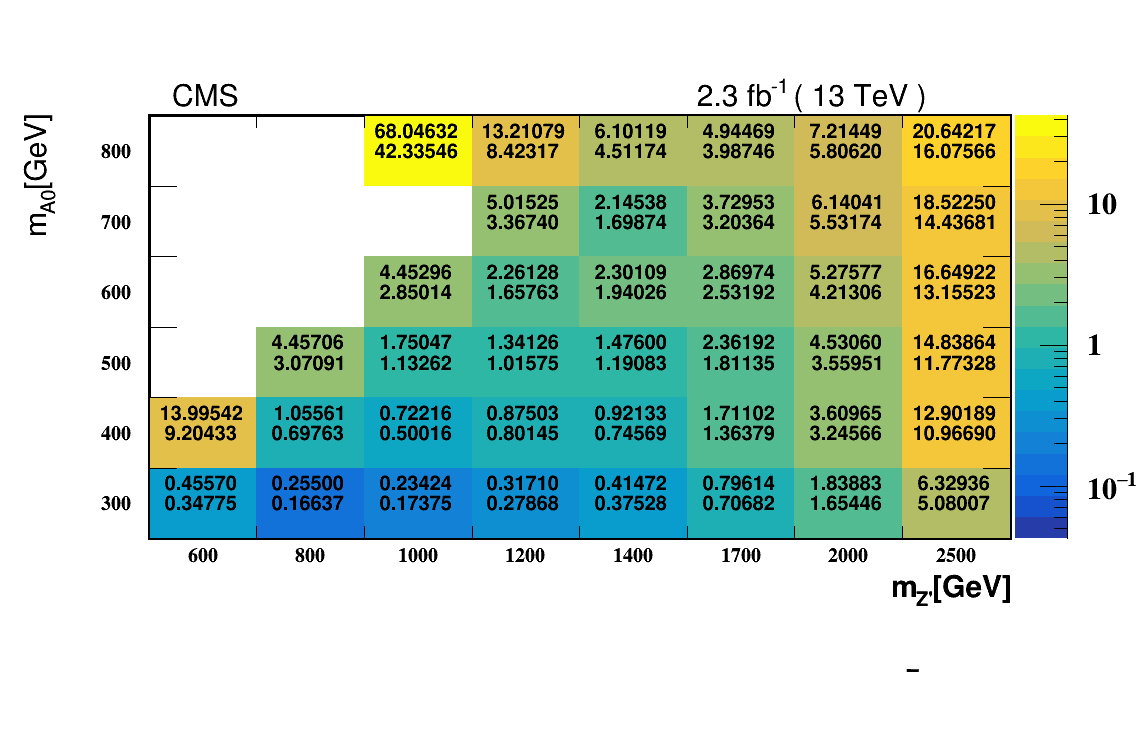 CMS 2.3 fb⁻¹ ( 13 TeV )
m_A0[GeV]
800 68.04632 13.21079 6.10119 4.94469 7.21449 20.64217
42.33546 8.42317 4.51174 3.98746 5.80620 16.07566
700 5.01525 2.14538 3.72953 6.14041 18.52250
3.36740 1.69874 3.20364 5.53174 14.43681
600 4.45296 2.26128 2.30109 2.86974 5.27577 16.64922
2.85014 1.65763 1.94026 2.53192 4.21306 13.15523
500 4.45706 1.75047 1.34126 1.47600 2.36192 4.53060 14.83864
3.07091 1.13262 1.01575 1.19083 1.81135 3.55951 11.77328
400 13.99542 1.05561 0.72216 0.87503 0.92133 1.71102 3.60965 12.90189
9.20433 0.69763 0.50016 0.80145 0.74569 1.36379 3.24566 10.96690
300 0.45570 0.25500 0.23424 0.31710 0.41472 0.79614 1.83883 6.32936
0.34775 0.16637 0.17375 0.27868 0.37528 0.70682 1.65446 5.08007
600 800 1000 1200 1400 1700 2000 2500
m_Z'[GeV]
10
1
10⁻¹
–